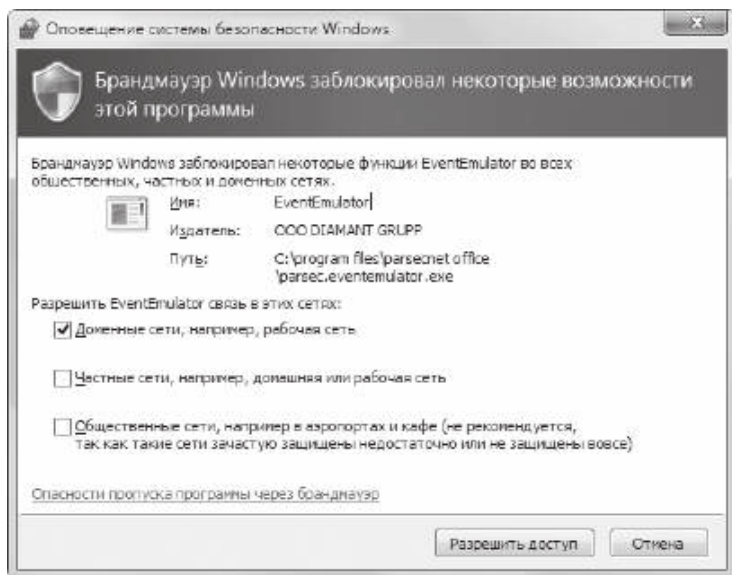 Оповещение системы безопасности Windows
Брандмауэр Windows заблокировал некоторые возможности
этой программы
Брандмауэр Windows заблокировал некоторые функции EventEmulator во всех
общественных, частных и доменных сетях.
Имя: EventEmulator
Издатель: OOO DIAMANT GRUPP
Путь: C:\program files\parsecnet office
\parsec.eventemulator.exe
Разрешить EventEmulator связь в этих сетях:
Доменные сети, например, рабочая сеть
Частные сети, например, домашняя или рабочая сеть
Общественные сети, например в аэропортах и кафе (не рекомендуется,
так как такие сети зачастую защищены недостаточно или не защищены вовсе)
Опасности пропуска программы через брандмауэр
Разрешить доступ Отмена